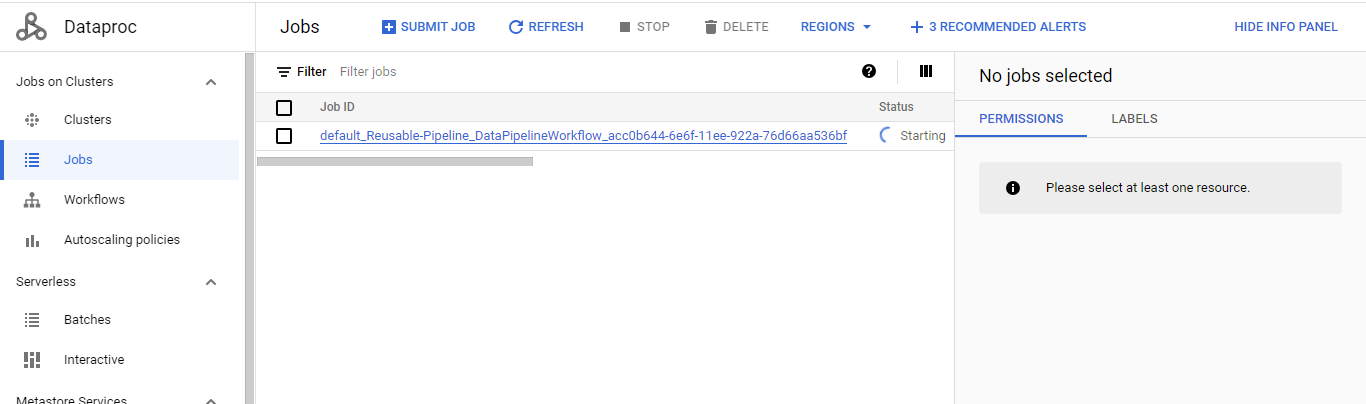 Dataproc
Jobs
SUBMIT JOB
REFRESH
STOP
DELETE
REGIONS
3 RECOMMENDED ALERTS
HIDE INFO PANEL
Jobs on Clusters
Clusters
Jobs
Workflows
Autoscaling policies
Serverless
Batches
Interactive
Metastore Services
Filter Filter jobs
Job ID Status
default_Reusable-Pipeline_DataPipelineWorkflow_acc0b644-6e6f-11ee-922a-76d66aa536bf Starting
No jobs selected
PERMISSIONS LABELS
Please select at least one resource.